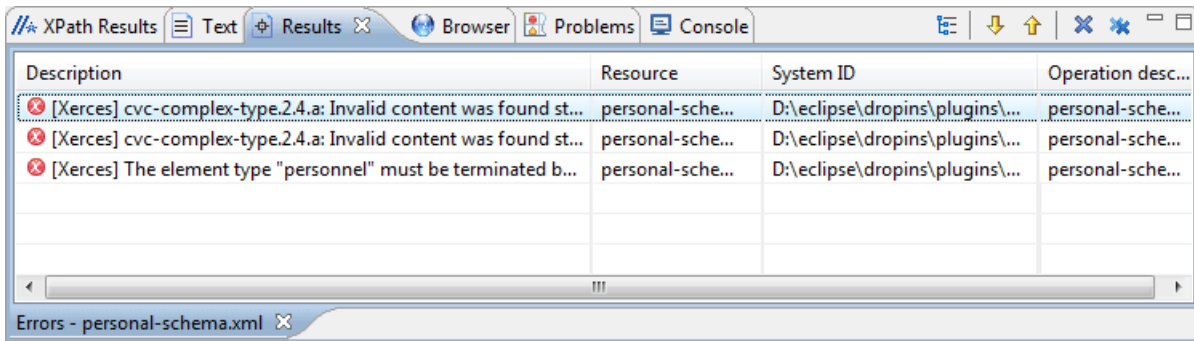 XPath Results Text Results Browser Problems Console
Description Resource System ID Operation desc...
[Xerces] cvc-complex-type.2.4.a: Invalid content was found st... personal-sche... D:\eclipse\dropins\plugins\... personal-sche...
[Xerces] cvc-complex-type.2.4.a: Invalid content was found st... personal-sche... D:\eclipse\dropins\plugins\... personal-sche...
[Xerces] The element type "personnel" must be terminated b... personal-sche... D:\eclipse\dropins\plugins\... personal-sche...
Errors - personal-schema.xml